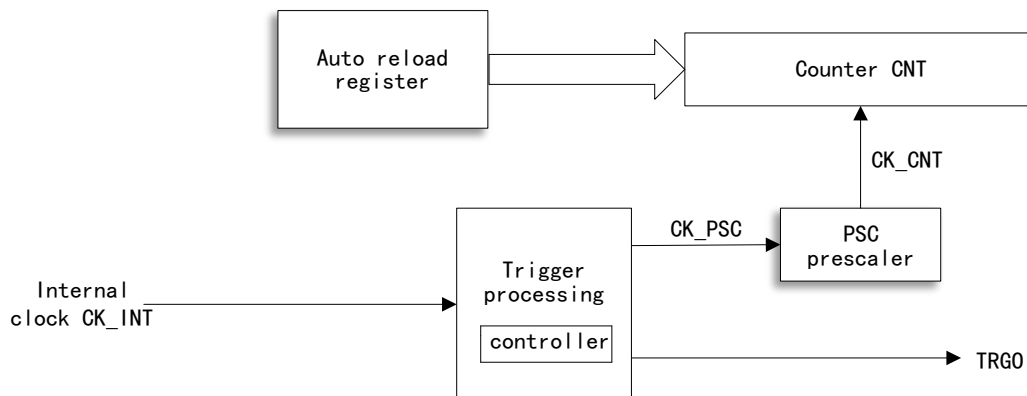 Auto reload
register
Counter CNT
CK_CNT
CK_PSC
PSC
prescaler
Trigger
processing
controller
Internal
clock CK_INT
TRGO